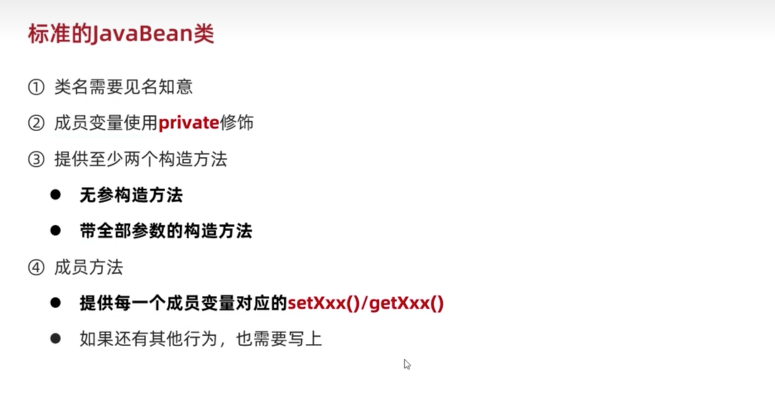 标准的JavaBean类
① 类名需要见名知意
② 成员变量使用private修饰
③ 提供至少两个构造方法
● 无参构造方法
● 带全部参数的构造方法
④ 成员方法
● 提供每一个成员变量对应的setXxx()/getXxx()
● 如果还有其他行为，也需要写上